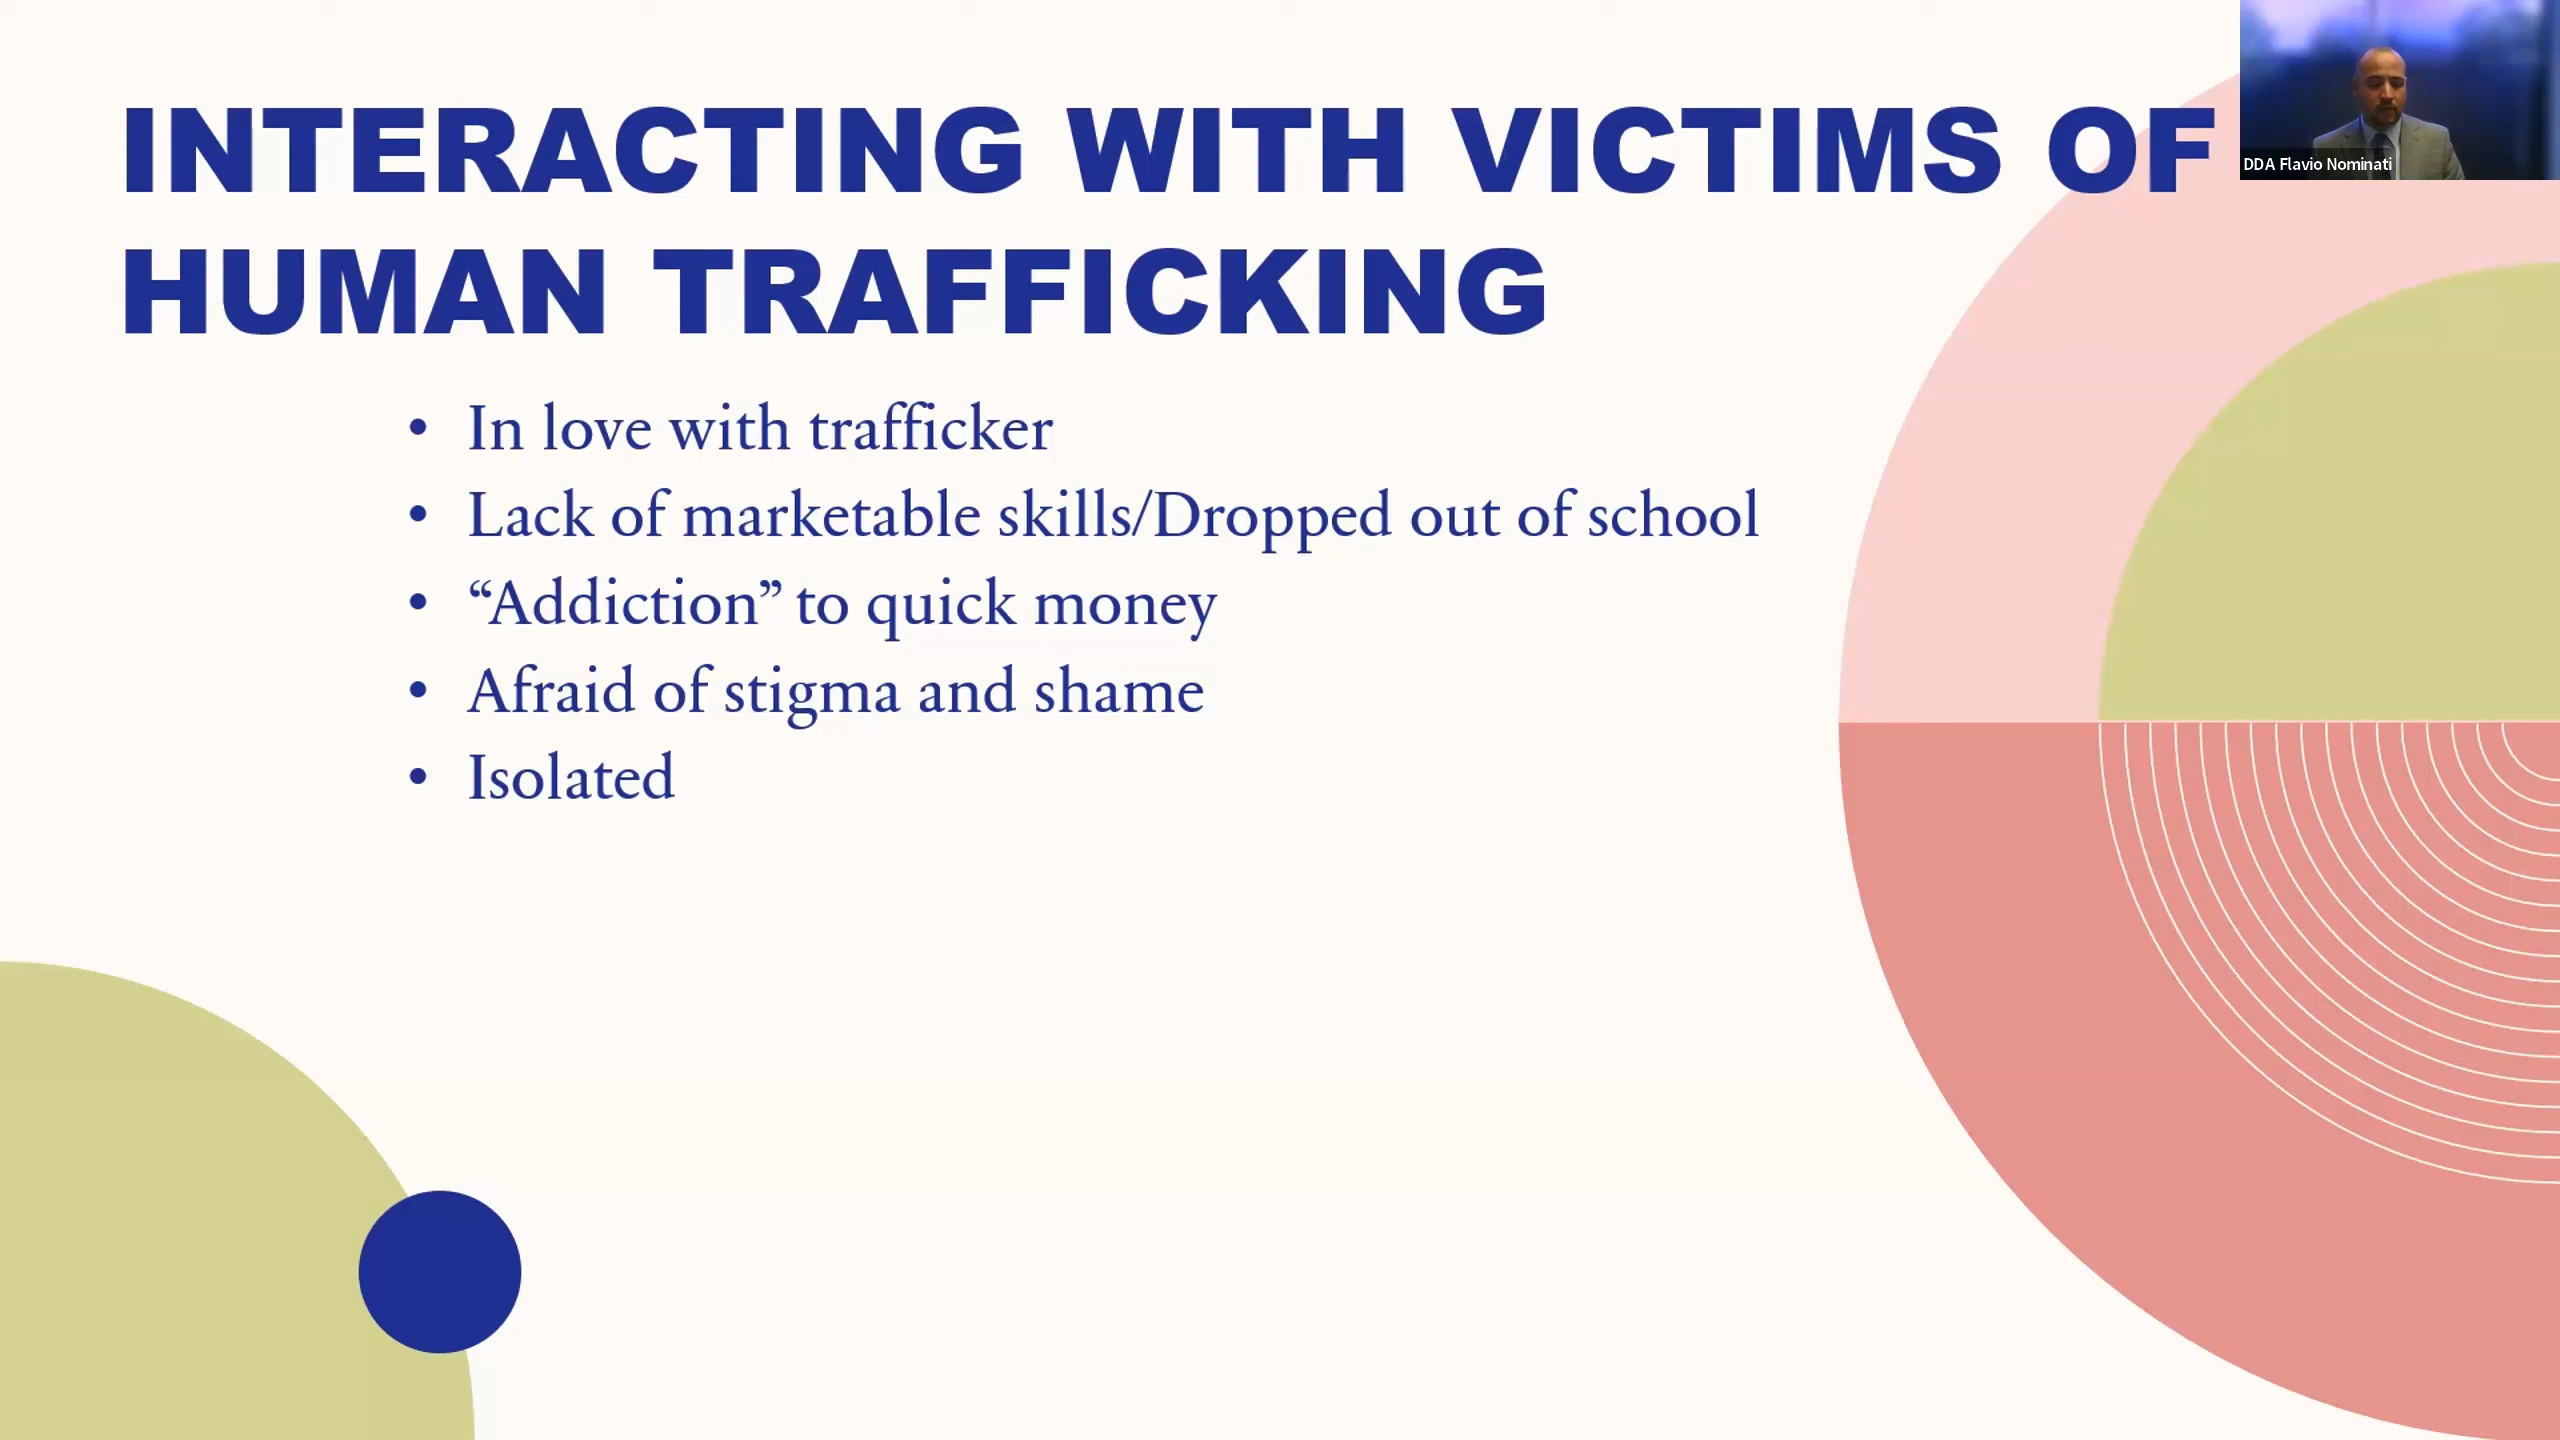 INTERACTING WITH VICTIMS OF
HUMAN TRAFFICKING
• In love with trafficker
• Lack of marketable skills/Dropped out of school
• “Addiction” to quick money
• Afraid of stigma and shame
• Isolated
DDA Flavio Nominati